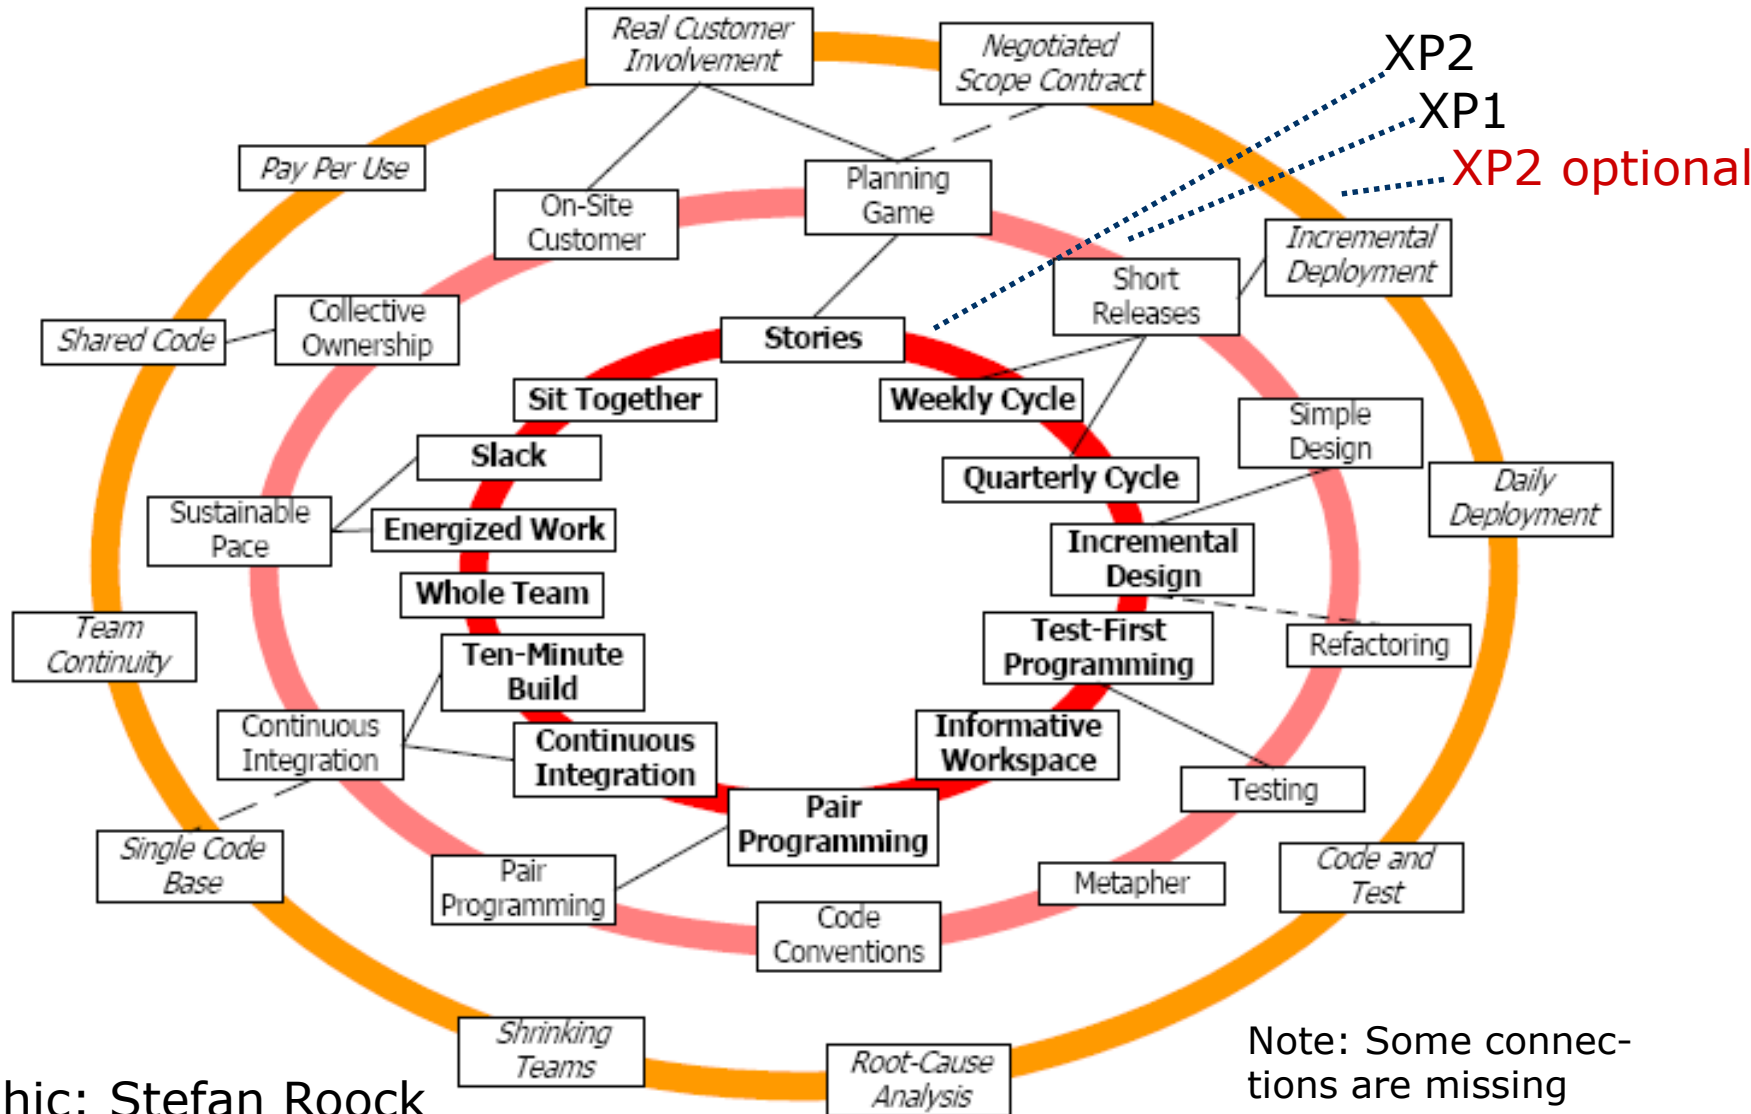 Real Customer
Involvement
Negotiated
Scope Contract
XP2
XP1
XP2 optional
Pay Per Use
On-Site
Customer
Planning
Game
Incremental
Deployment
Short
Releases
Shared Code
Collective
Ownership
Stories
Sit Together
Weekly Cycle
Simple
Design
Slack
Quarterly Cycle
Daily
Deployment
Sustainable
Pace
Energized Work
Incremental
Design
Whole Team
Team
Continuity
Ten-Minute
Build
Test-First
Programming
Refactoring
Continuous
Integration
Continuous
Integration
Informative
Workspace
Testing
Pair
Programming
Single Code
Base
Pair
Programming
Metapher
Code and
Test
Code
Conventions
Shrinking
Teams
Root-Cause
Analysis
Note: Some connec-
tions are missing
hic: Stefan Roock